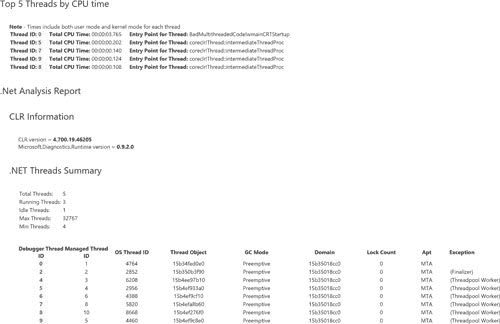 Top 5 Threads by CPU time
Note - Times include both user mode and kernel mode for each thread
Thread ID: 0 Total CPU Time: 00:00:03.765 Entry Point for Thread: BadMultithreadedCode!wmainCRTStartup
Thread ID: 5 Total CPU Time: 00:00:00.202 Entry Point for Thread: coreclr!Thread::intermediateThreadProc
Thread ID: 7 Total CPU Time: 00:00:00.140 Entry Point for Thread: coreclr!Thread::intermediateThreadProc
Thread ID: 9 Total CPU Time: 00:00:00.124 Entry Point for Thread: coreclr!Thread::intermediateThreadProc
Thread ID: 8 Total CPU Time: 00:00:00.108 Entry Point for Thread: coreclr!Thread::intermediateThreadProc
.Net Analysis Report
CLR Information
CLR version = 4.700.19.46205
Microsoft.Diagnostics.Runtime version = 0.9.2.0
.NET Threads Summary
Total Threads: 5
Running Threads: 3
Idle Threads: 1
Max Threads: 32767
Min Threads: 4
Debugger Thread ID Managed Thread ID OS Thread ID Thread Object GC Mode Domain Lock Count Apt Exception
0 1 4764 15b34fed0e0 Preemptive 15b35018cc0 0 MTA
2 2 2852 15b350b3f90 Preemptive 15b35018cc0 0 MTA (Finalizer)
4 3 6208 15b4ee97b10 Preemptive 15b35018cc0 0 MTA (Threadpool Worker)
5 4 2956 15b4ef933a0 Preemptive 15b35018cc0 0 MTA (Threadpool Worker)
6 6 4388 15b4ef9cf10 Preemptive 15b35018cc0 0 MTA (Threadpool Worker)
7 8 5820 15b4efa8b60 Preemptive 15b35018cc0 0 MTA (Threadpool Worker)
8 10 8668 15b4ef276f0 Preemptive 15b35018cc0 0 MTA (Threadpool Worker)
9 5 4460 15b4ef9c8e0 Preemptive 15b35018cc0 0 MTA (Threadpool Worker)